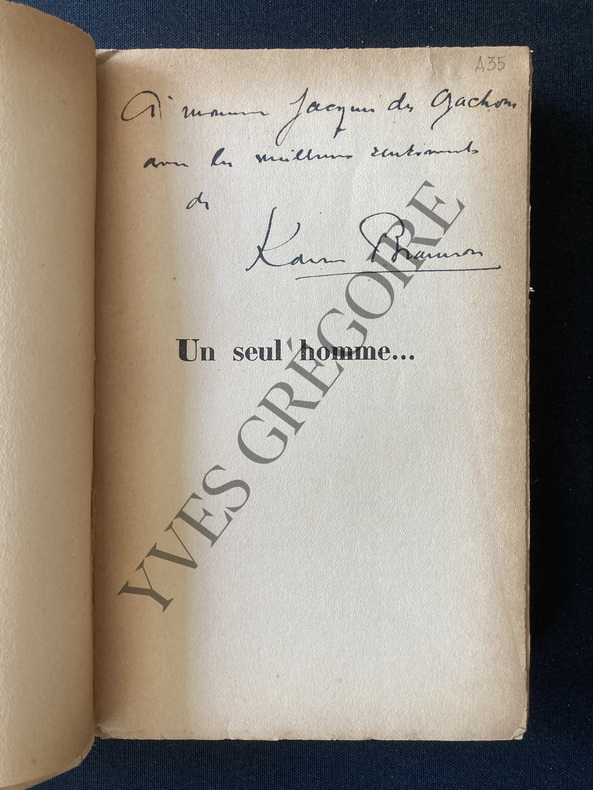 A35
A monsieur Jacques des Gachons
avec les meilleurs sentiments
de
Un seul homme...
YVES GRÉGOIRE